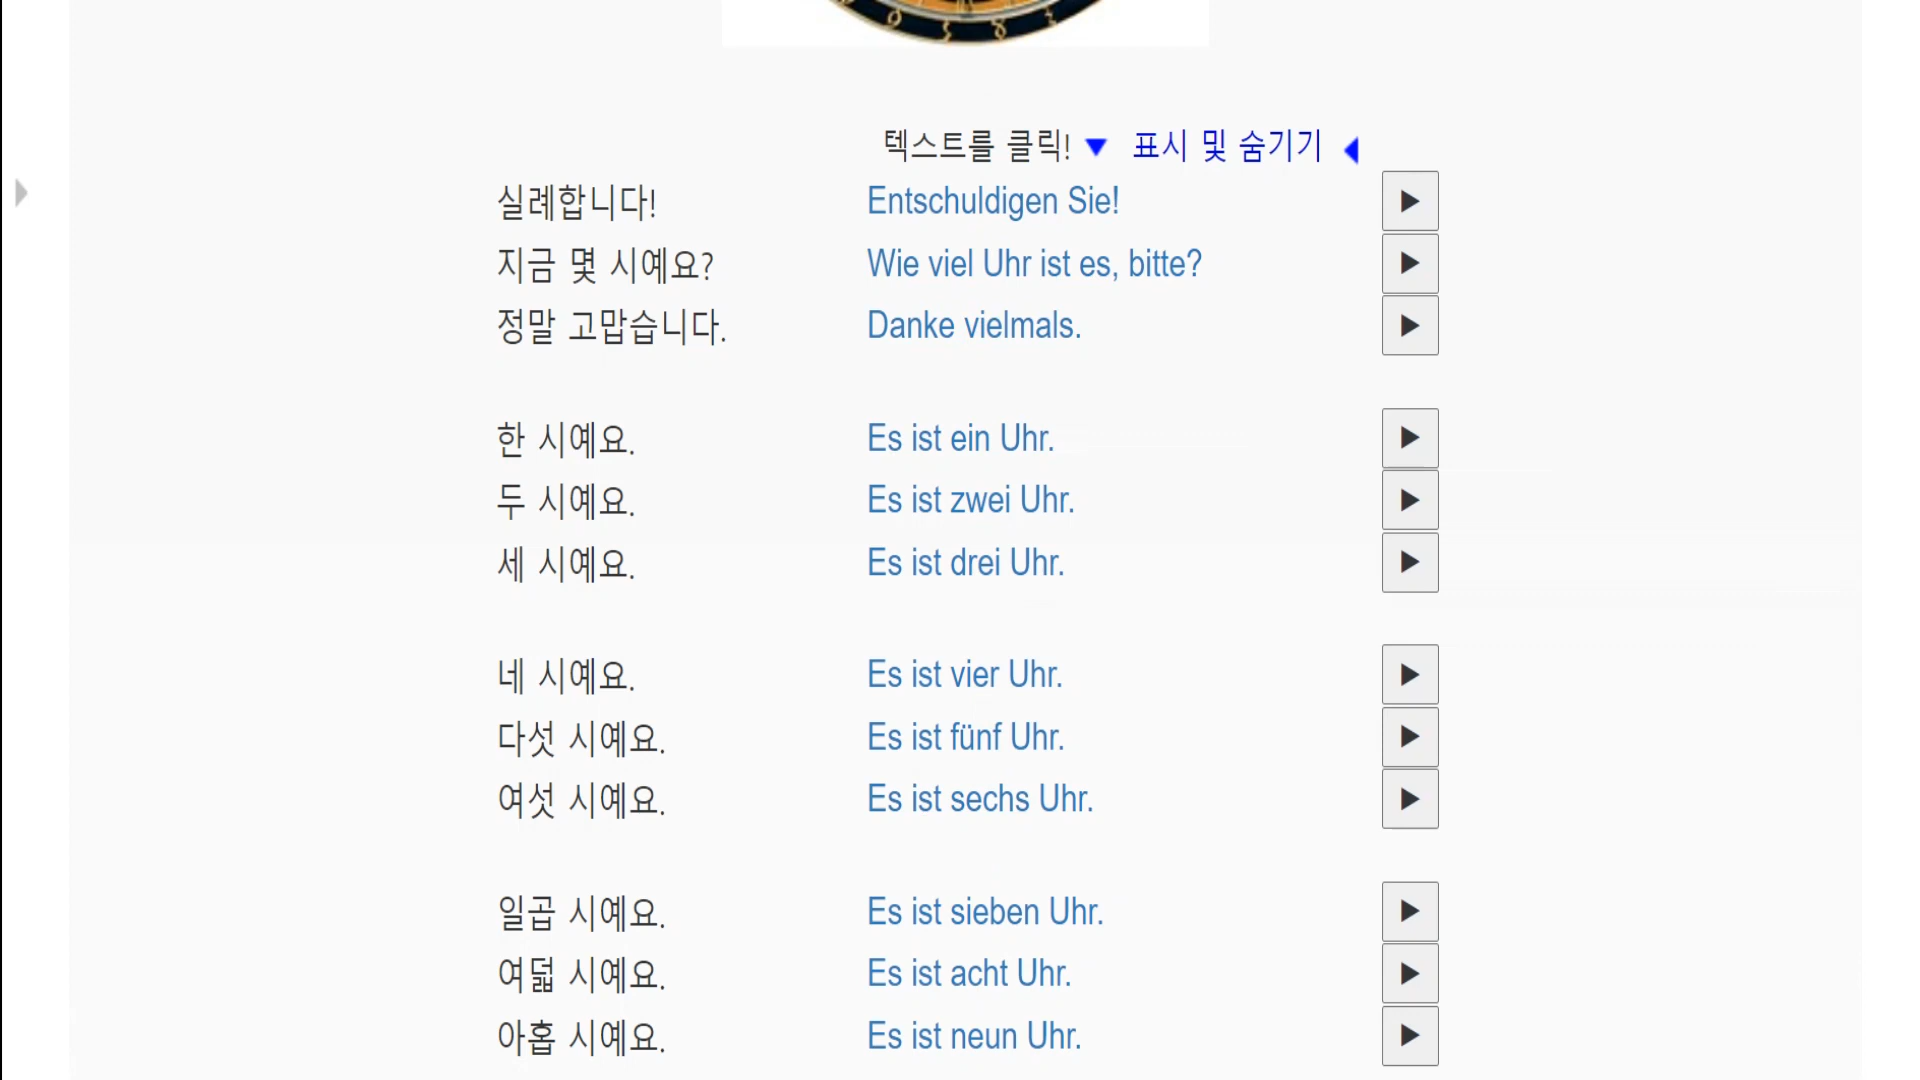 텍스트를 클릭! ▼ 표시 및 숨기기 ◀
실례합니다! Entschuldigen Sie!
지금 몇 시예요? Wie viel Uhr ist es, bitte?
정말 고맙습니다. Danke vielmals.
한 시예요. Es ist ein Uhr.
두 시예요. Es ist zwei Uhr.
세 시예요. Es ist drei Uhr.
네 시예요. Es ist vier Uhr.
다섯 시예요. Es ist fünf Uhr.
여섯 시예요. Es ist sechs Uhr.
일곱 시예요. Es ist sieben Uhr.
여덟 시예요. Es ist acht Uhr.
아홉 시예요. Es ist neun Uhr.